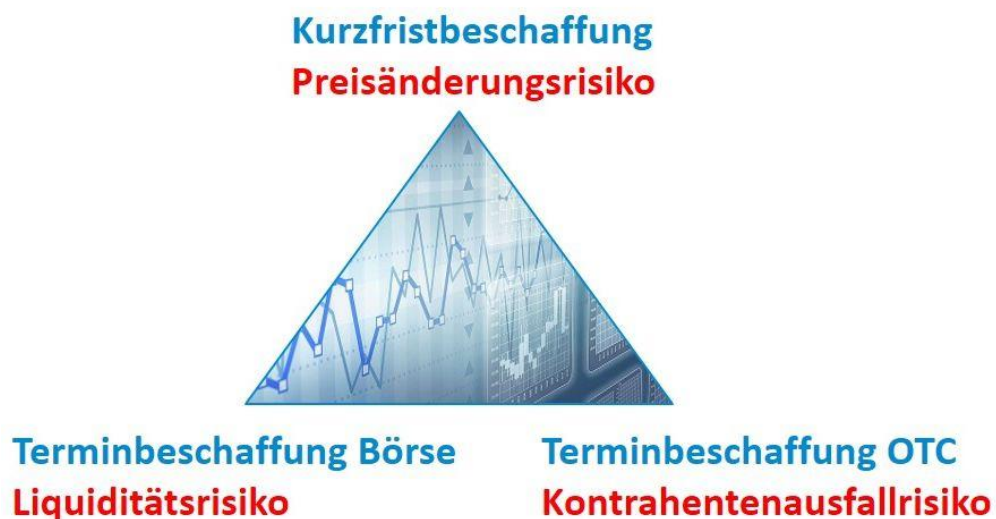 Kurzfristbeschaffung
Preisänderungsrisiko
Terminbeschaffung Börse
Liquiditätsrisiko
Terminbeschaffung OTC
Kontrahentenausfallrisiko